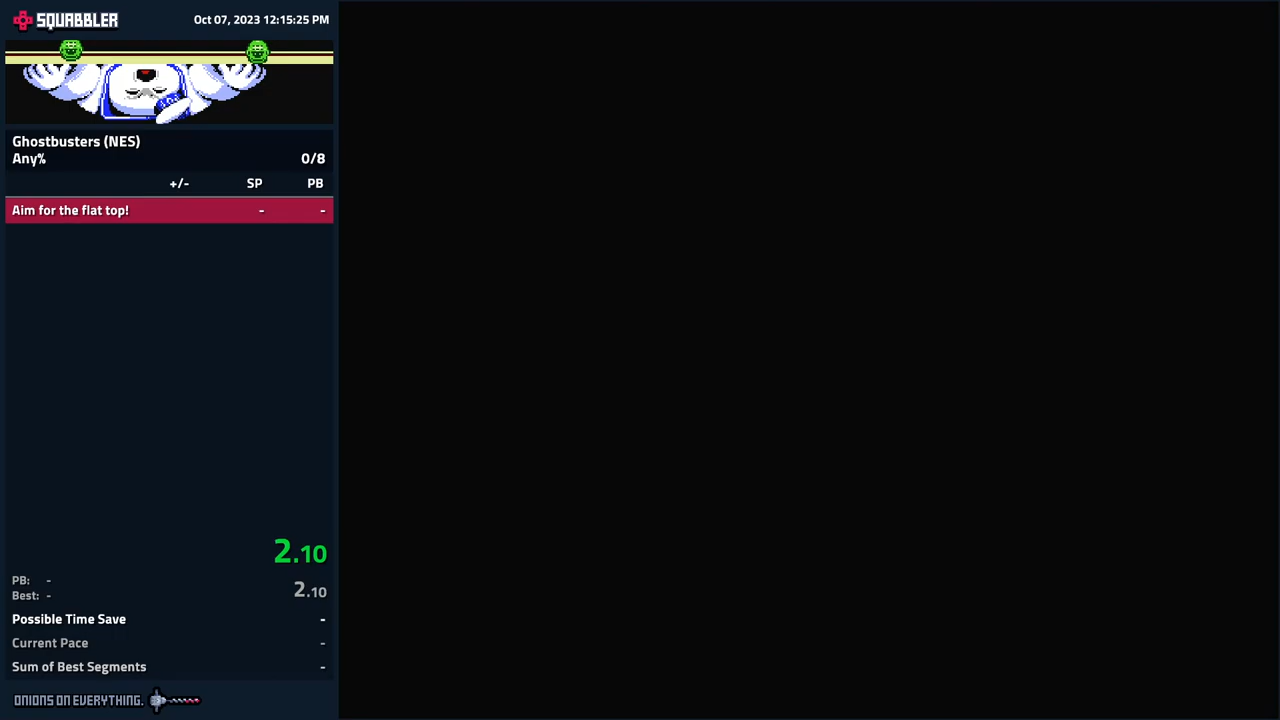 SQUABBLER
Oct 07, 2023 12:15:25 PM
Ghostbusters (NES)
Any% 0/8
+/- SP PB
Aim for the flat top! - -
2.10
PB: -
Best: -
2.10
Possible Time Save -
Current Pace -
Sum of Best Segments -
ONIONS ON EVERYTHING.